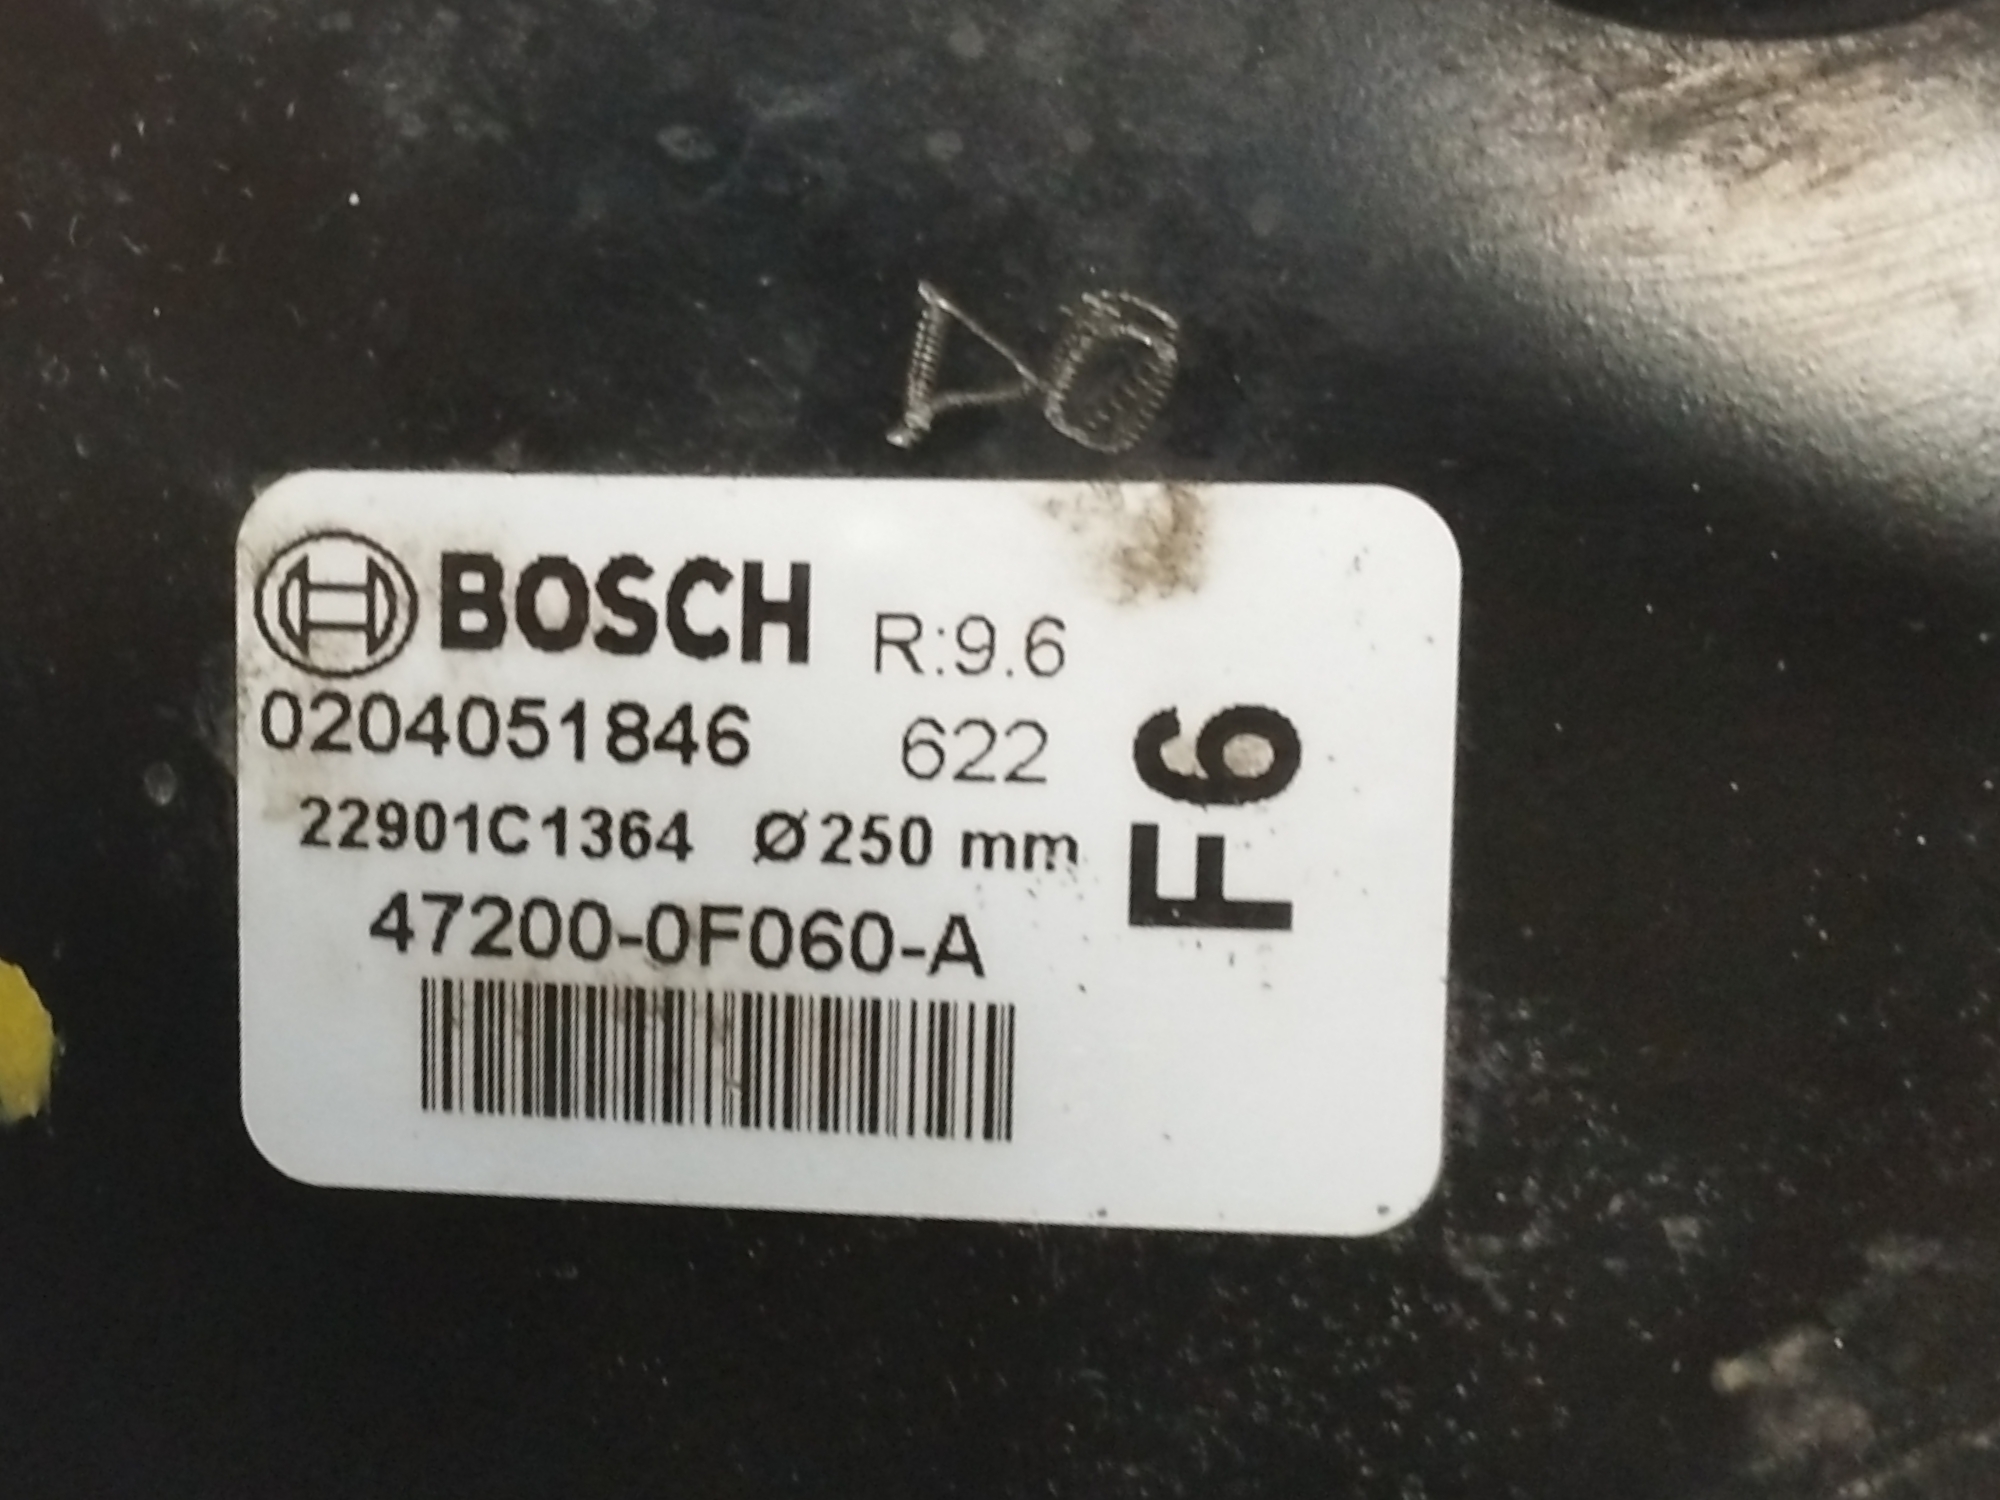 BOSCH R:9.6
0204051846 622
22901C1364 Ø250 mm
47200-0F060-A
F6